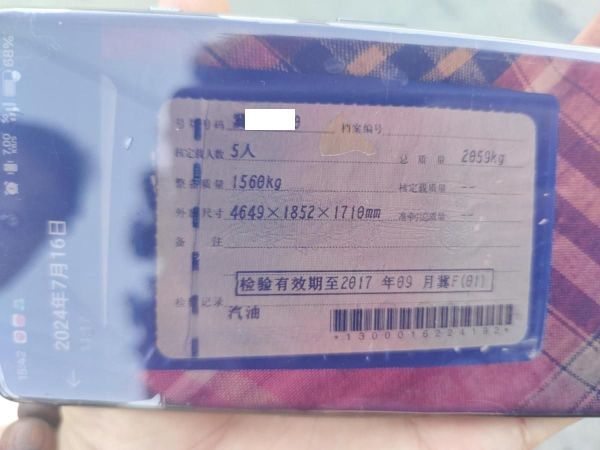 号牌号码 档案编号
核定载人数 5人 总质量 2059kg
整备质量 1560kg 核定载质量 --
外廓尺寸 4649×1852×1710mm 准牵引总质量 --
备注
检验有效期至2017年09月冀F(01)
检验记录
汽油
*1300016224192*
2024年7月16日
18:42
68%